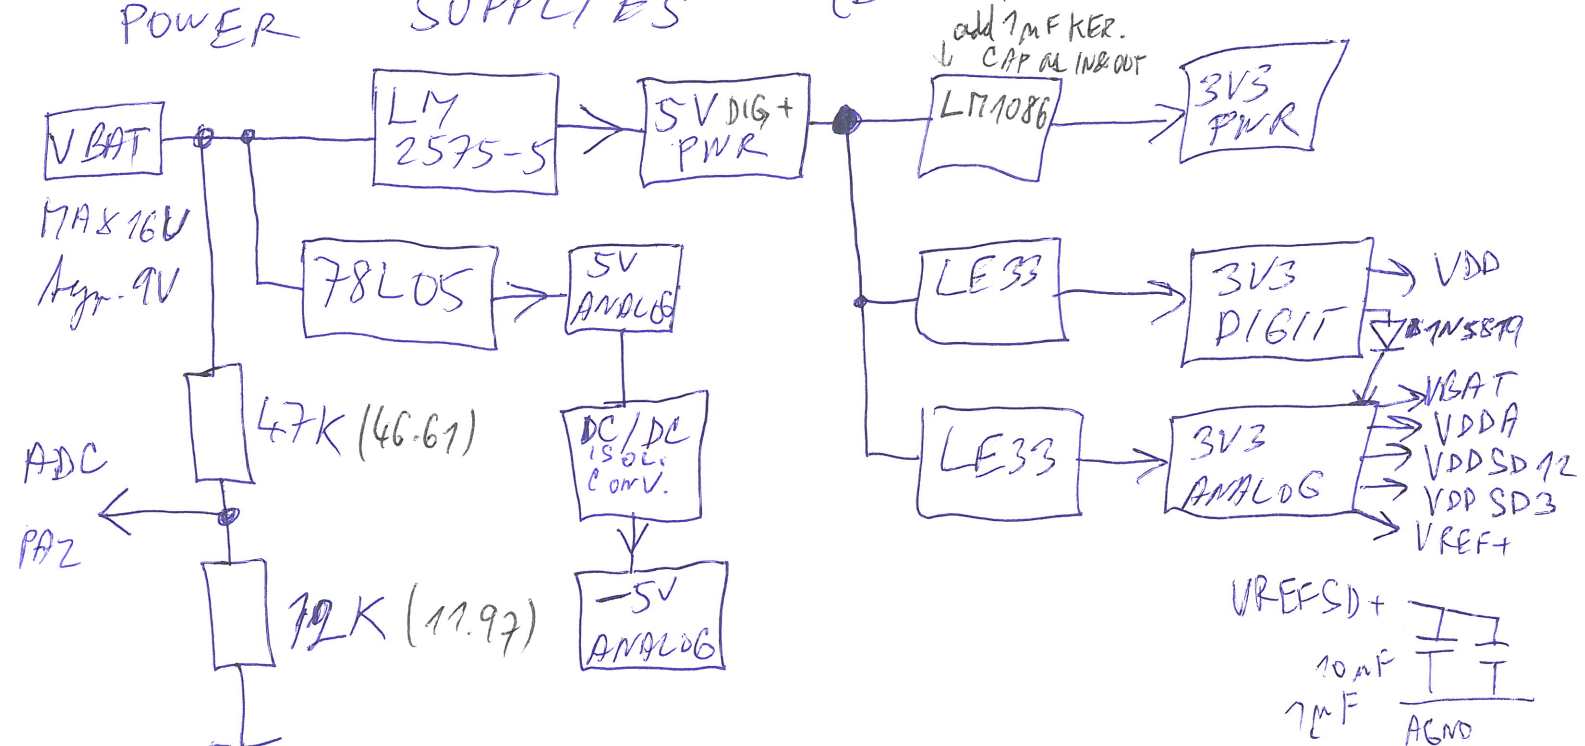 POWER SUPPLIES
add 1µF KER.
CAP as IN&OUT
VBAT
MAX 16V
typ. 9V
LM
2575-5
5V DIG+
PWR
LM1086
3V3
PWR
78L05
5V
ANALOG
LE33
3V3
DIGIT
VDD
1N5819
47K (46.61)
ADC
PA2
DC/DC
ISOL.
CONV.
LE33
3V3
ANALOG
VBAT
VDDA
VDDSD12
VDDSD3
VREF+
12K (11.97)
-5V
ANALOG
VREFSD+
10nF
1µF
AGND